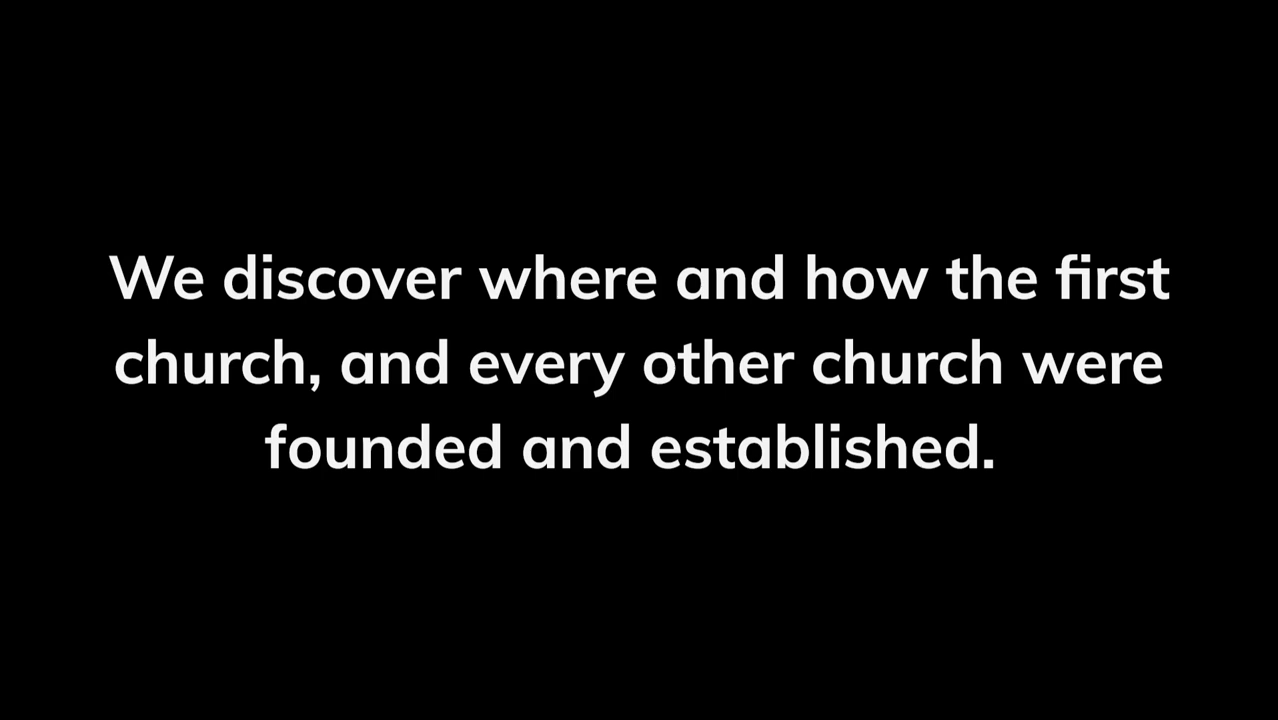 We discover where and how the first
church, and every other church were
founded and established.